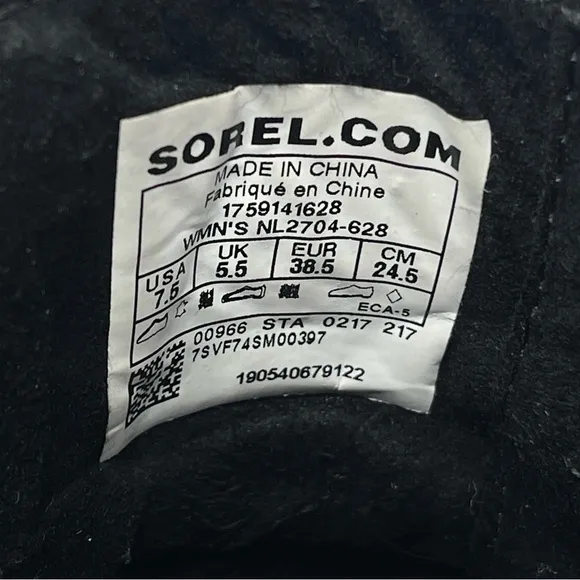 SOREL.COM
MADE IN CHINA
Fabriqué en Chine
1759141628
WMN'S NL2704-628
USA UK EUR CM
7.5 5.5 38.5 24.5
ECA-5
00966 STA 0217 217
7SVF74SM00397
190540679122